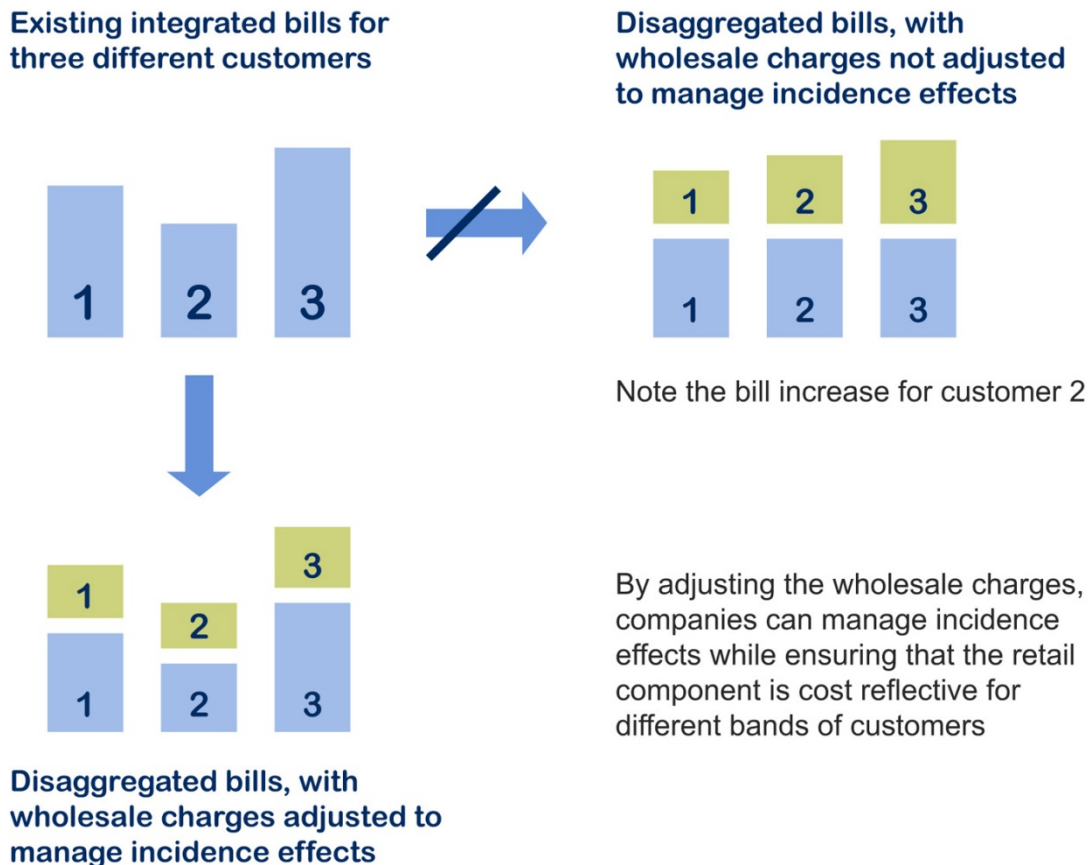 Existing integrated bills for
three different customers
1
2
3
Disaggregated bills, with
wholesale charges not adjusted
to manage incidence effects
1
2
3
1
2
3
Note the bill increase for customer 2
1
2
3
1
2
3
Disaggregated bills, with
wholesale charges adjusted to
manage incidence effects
By adjusting the wholesale charges,
companies can manage incidence
effects while ensuring that the retail
component is cost reflective for
different bands of customers